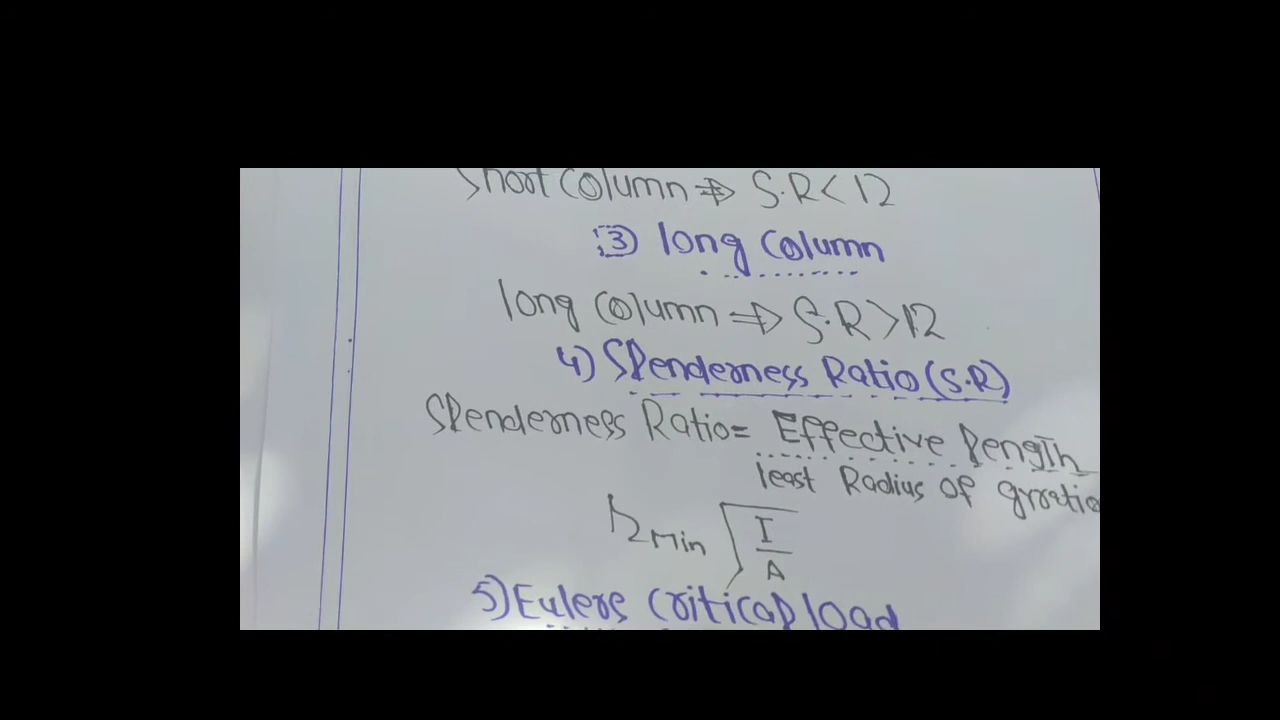 Short Column ⇒ S.R < 12
3) long Column
long Column ⇒ S.R > 12
4) Slenderness Ratio (S.R)
Slenderness Ratio = Effective length
least Radius of gyratio
rMin √ I
A
5) Eulers critical load